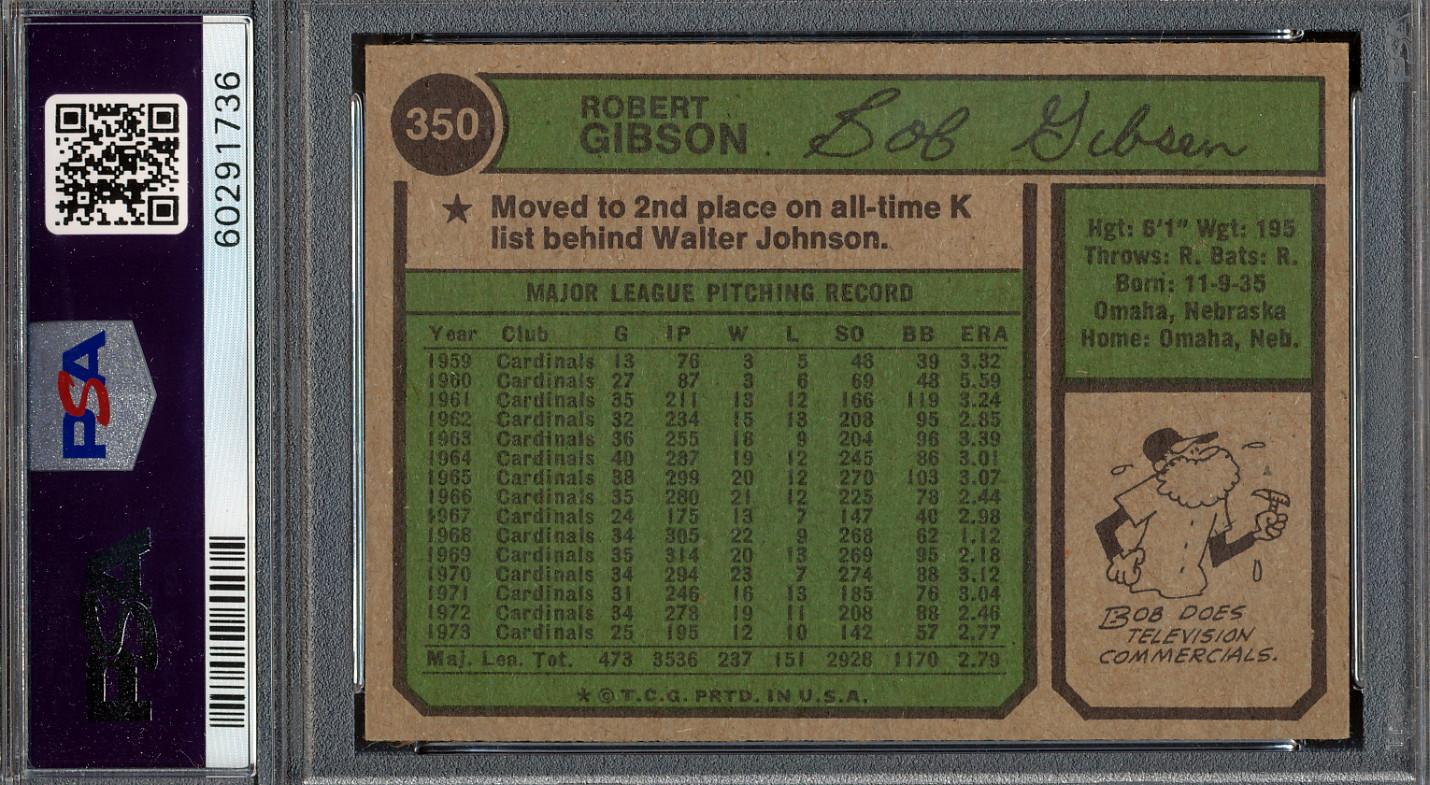 60291736
PSA
PSA
350
ROBERT
GIBSON
Bob Gibson
★ Moved to 2nd place on all-time K
list behind Walter Johnson.
MAJOR LEAGUE PITCHING RECORD
Year Club G IP W L SO BB ERA
1959 Cardinals 13 76 3 5 48 39 3.32
1960 Cardinals 27 87 3 6 69 48 5.59
1961 Cardinals 35 211 13 12 166 119 3.24
1962 Cardinals 32 234 15 13 208 95 2.85
1963 Cardinals 36 255 18 9 204 96 3.39
1964 Cardinals 40 287 19 12 245 86 3.01
1965 Cardinals 38 299 20 12 270 103 3.07
1966 Cardinals 35 280 21 12 225 78 2.44
1967 Cardinals 24 175 13 7 147 40 2.98
1968 Cardinals 34 305 22 9 268 62 1.12
1969 Cardinals 35 314 20 13 269 95 2.18
1970 Cardinals 34 294 23 7 274 88 3.12
1971 Cardinals 31 246 16 13 185 76 3.04
1972 Cardinals 34 278 19 11 208 88 2.46
1973 Cardinals 25 195 12 10 142 57 2.77
Maj. Lea. Tot. 473 3536 237 151 2928 1170 2.79
★ © T.C.G. PRTD. IN U.S.A.
Hgt: 6'1" Wgt: 195
Throws: R. Bats: R.
Born: 11-9-35
Omaha, Nebraska
Home: Omaha, Neb.
BOB DOES
TELEVISION
COMMERCIALS.